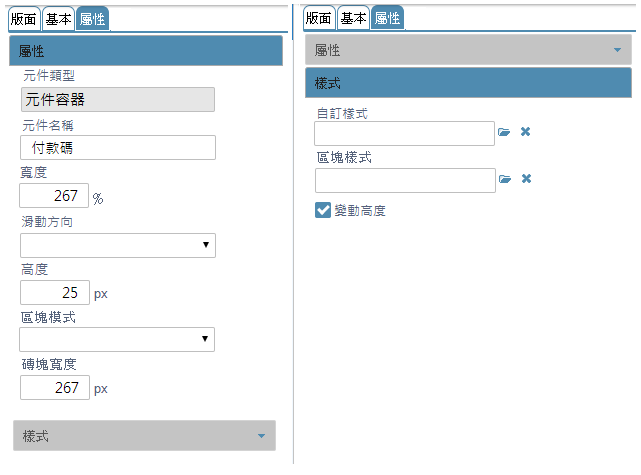 版面 基本 屬性
屬性
元件類型
元件容器
元件名稱
付款碼
寬度
267 %
滑動方向
高度
25 px
區塊模式
磚塊寬度
267 px
樣式
版面 基本 屬性
屬性
樣式
自訂樣式
區塊樣式
變動高度